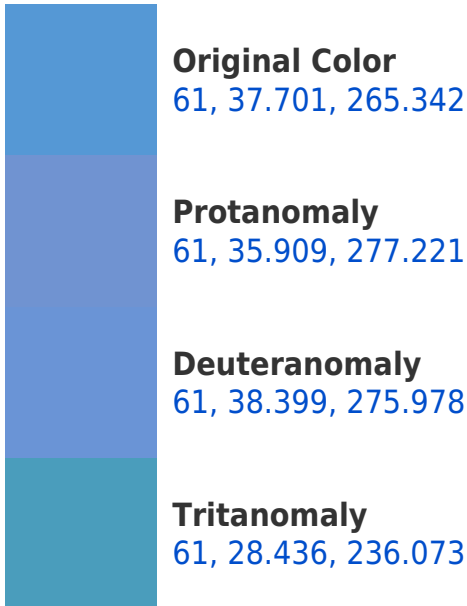 Original Color
61, 37.701, 265.342
Protanomaly
61, 35.909, 277.221
Deuteranomaly
61, 38.399, 275.978
Tritanomaly
61, 28.436, 236.073